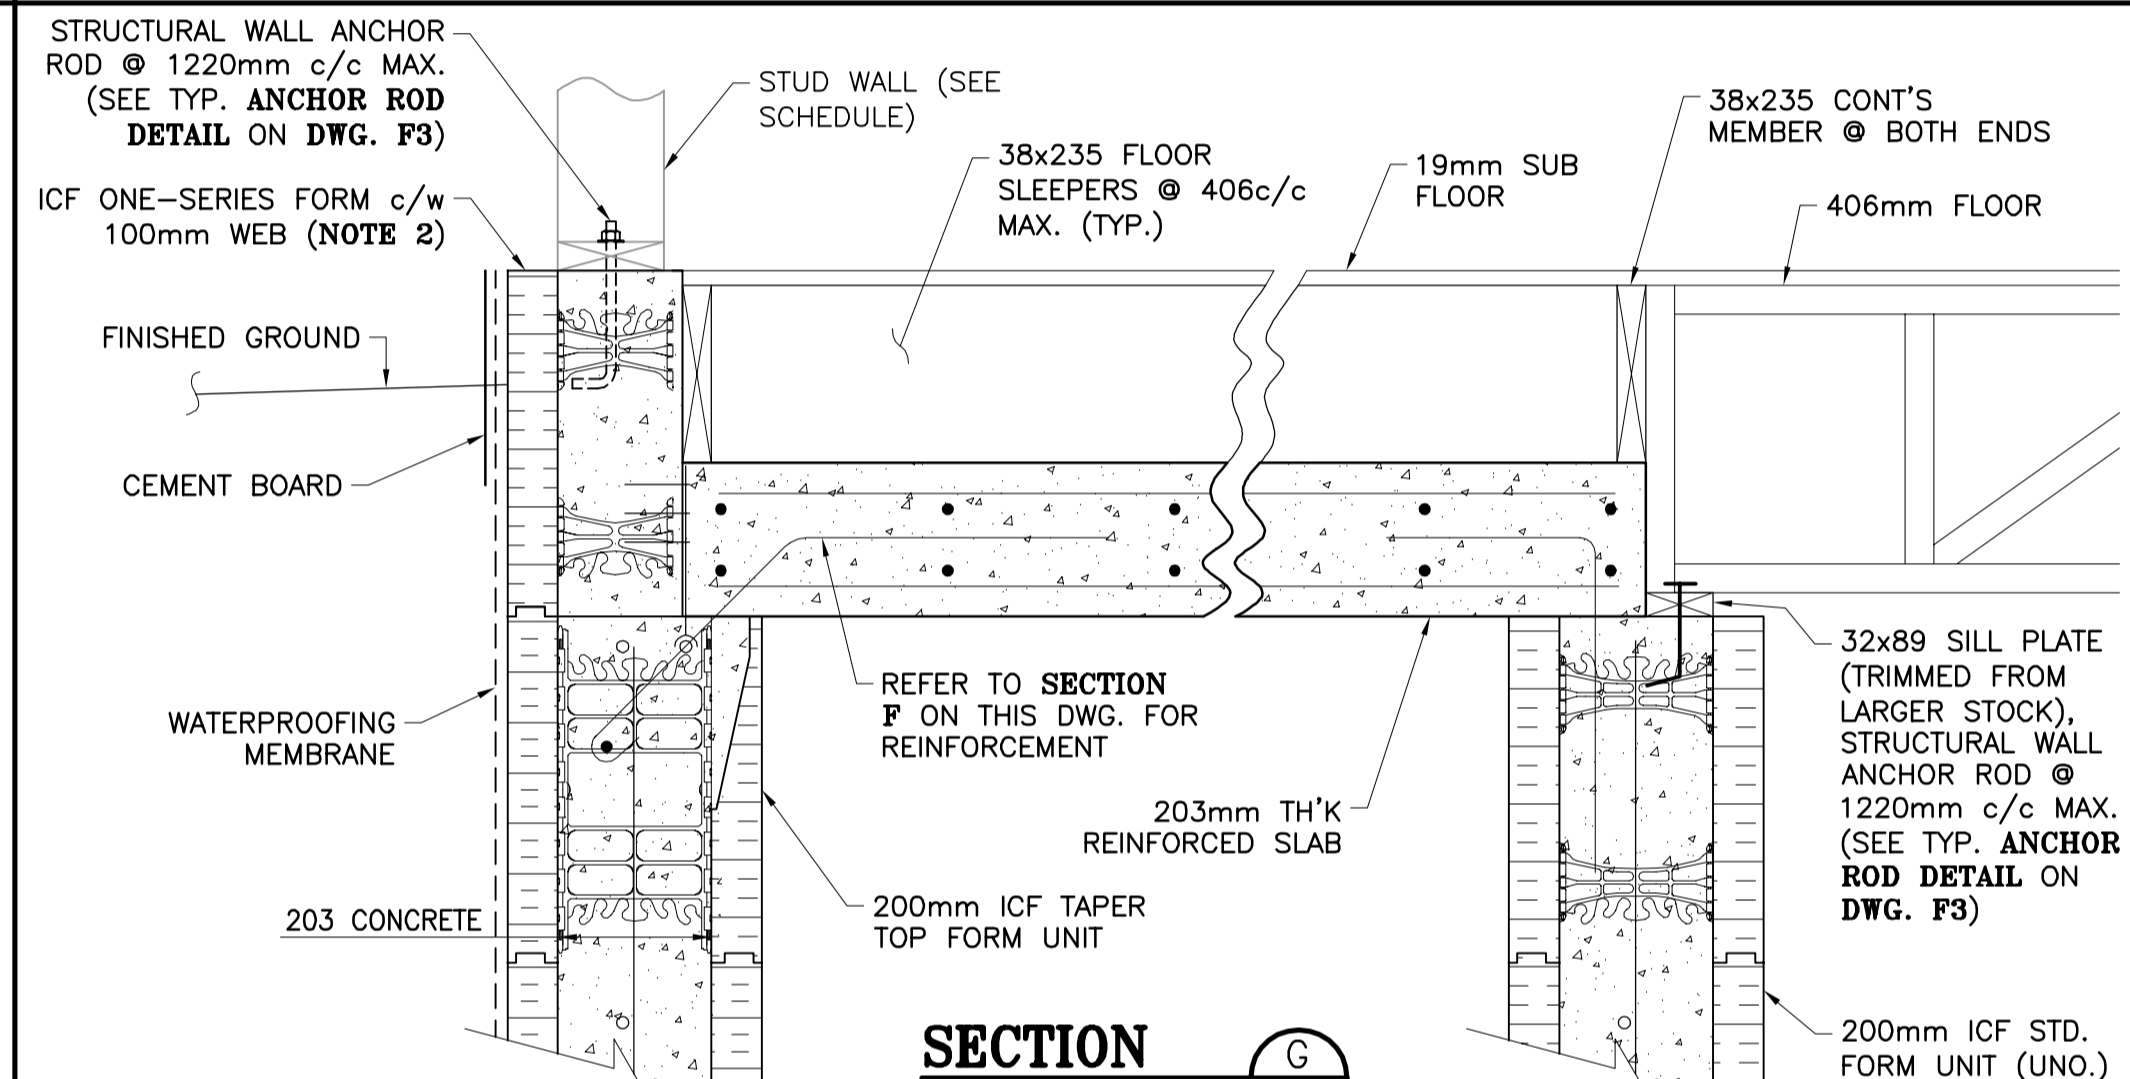 STRUCTURAL WALL ANCHOR
ROD @ 1220mm c/c MAX.
(SEE TYP. ANCHOR ROD
DETAIL ON DWG. F3)
ICF ONE-SERIES FORM c/w
100mm WEB (NOTE 2)
FINISHED GROUND
CEMENT BOARD
WATERPROOFING
MEMBRANE
203 CONCRETE
STUD WALL (SEE
SCHEDULE)
38x235 FLOOR
SLEEPERS @ 406c/c
MAX. (TYP.)
19mm SUB
FLOOR
38x235 CONT'S
MEMBER @ BOTH ENDS
406mm FLOOR
REFER TO SECTION
F ON THIS DWG. FOR
REINFORCEMENT
203mm TH'K
REINFORCED SLAB
200mm ICF TAPER
TOP FORM UNIT
32x89 SILL PLATE
(TRIMMED FROM
LARGER STOCK),
STRUCTURAL WALL
ANCHOR ROD @
1220mm c/c MAX.
(SEE TYP. ANCHOR
ROD DETAIL ON
DWG. F3)
200mm ICF STD.
FORM UNIT (UNO.)
SECTION
G